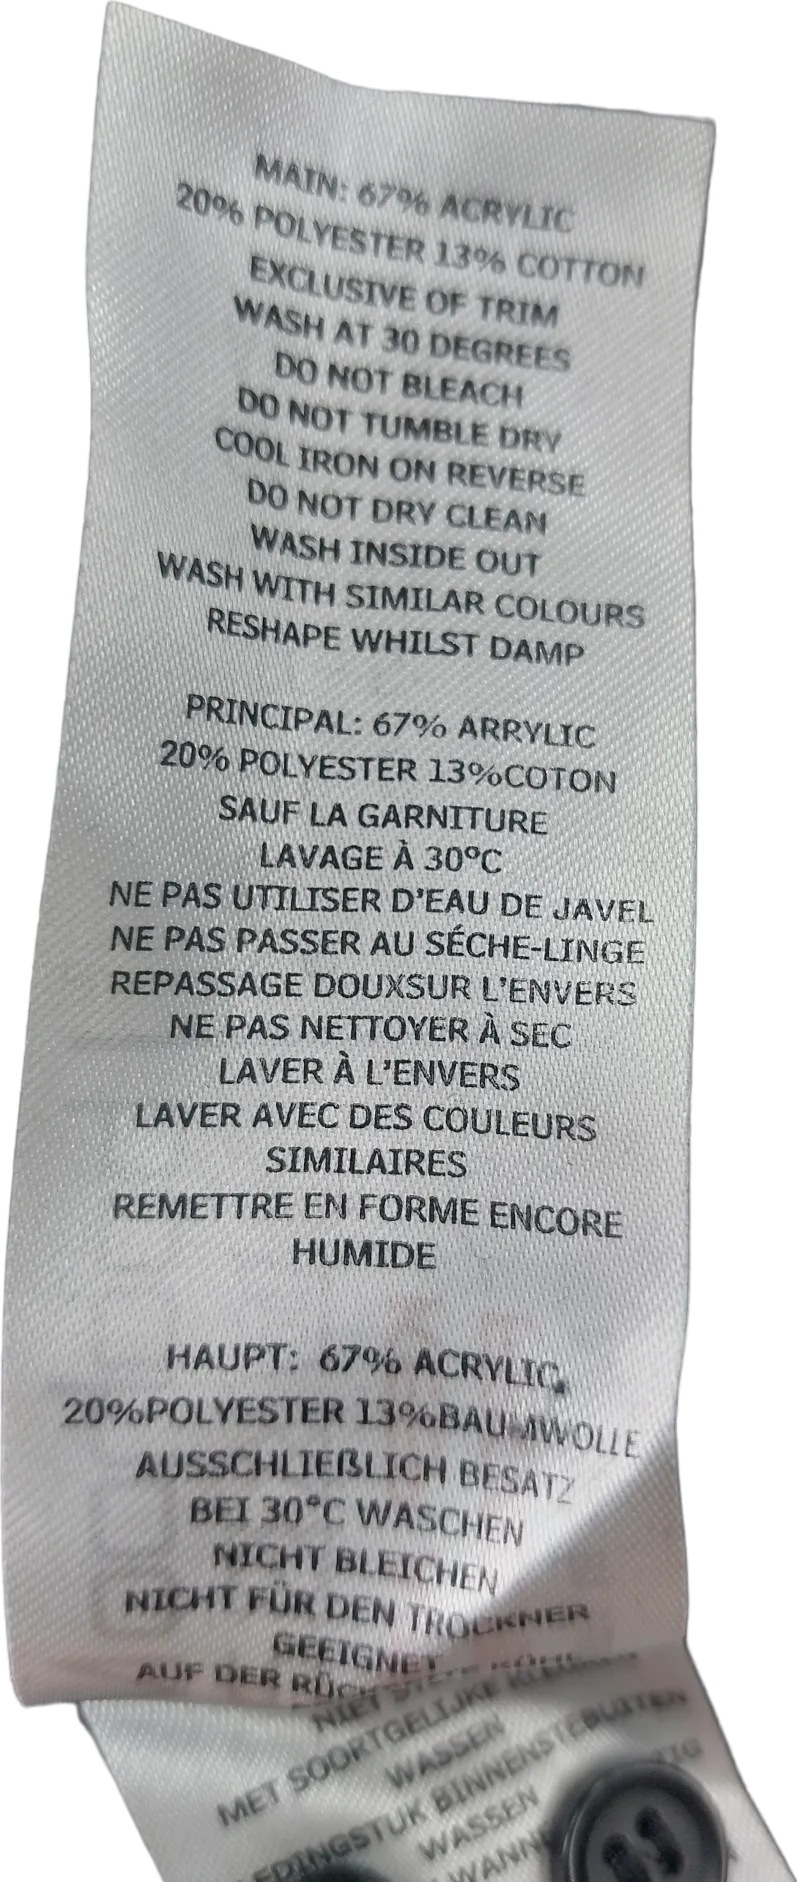 MAIN: 67% ACRYLIC
20% POLYESTER 13% COTTON
EXCLUSIVE OF TRIM
WASH AT 30 DEGREES
DO NOT BLEACH
DO NOT TUMBLE DRY
COOL IRON ON REVERSE
DO NOT DRY CLEAN
WASH INSIDE OUT
WASH WITH SIMILAR COLOURS
RESHAPE WHILST DAMP
PRINCIPAL: 67% ARRYLIC
20% POLYESTER 13%COTON
SAUF LA GARNITURE
LAVAGE À 30°C
NE PAS UTILISER D'EAU DE JAVEL
NE PAS PASSER AU SÉCHE-LINGE
REPASSAGE DOUXSUR L'ENVERS
NE PAS NETTOYER À SEC
LAVER À L'ENVERS
LAVER AVEC DES COULEURS
SIMILAIRES
REMETTRE EN FORME ENCORE
HUMIDE
HAUPT: 67% ACRYLIC
20%POLYESTER 13%BAUMWOLLE
AUSSCHLIEßLICH BESATZ
BEI 30°C WASCHEN
NICHT BLEICHEN
NICHT FÜR DEN TROCKNER
GEEIGNET
AUF DER
NIET
MET SOORTGELIJKE
WASSEN
BINNENSTEBUITEN
WASSEN